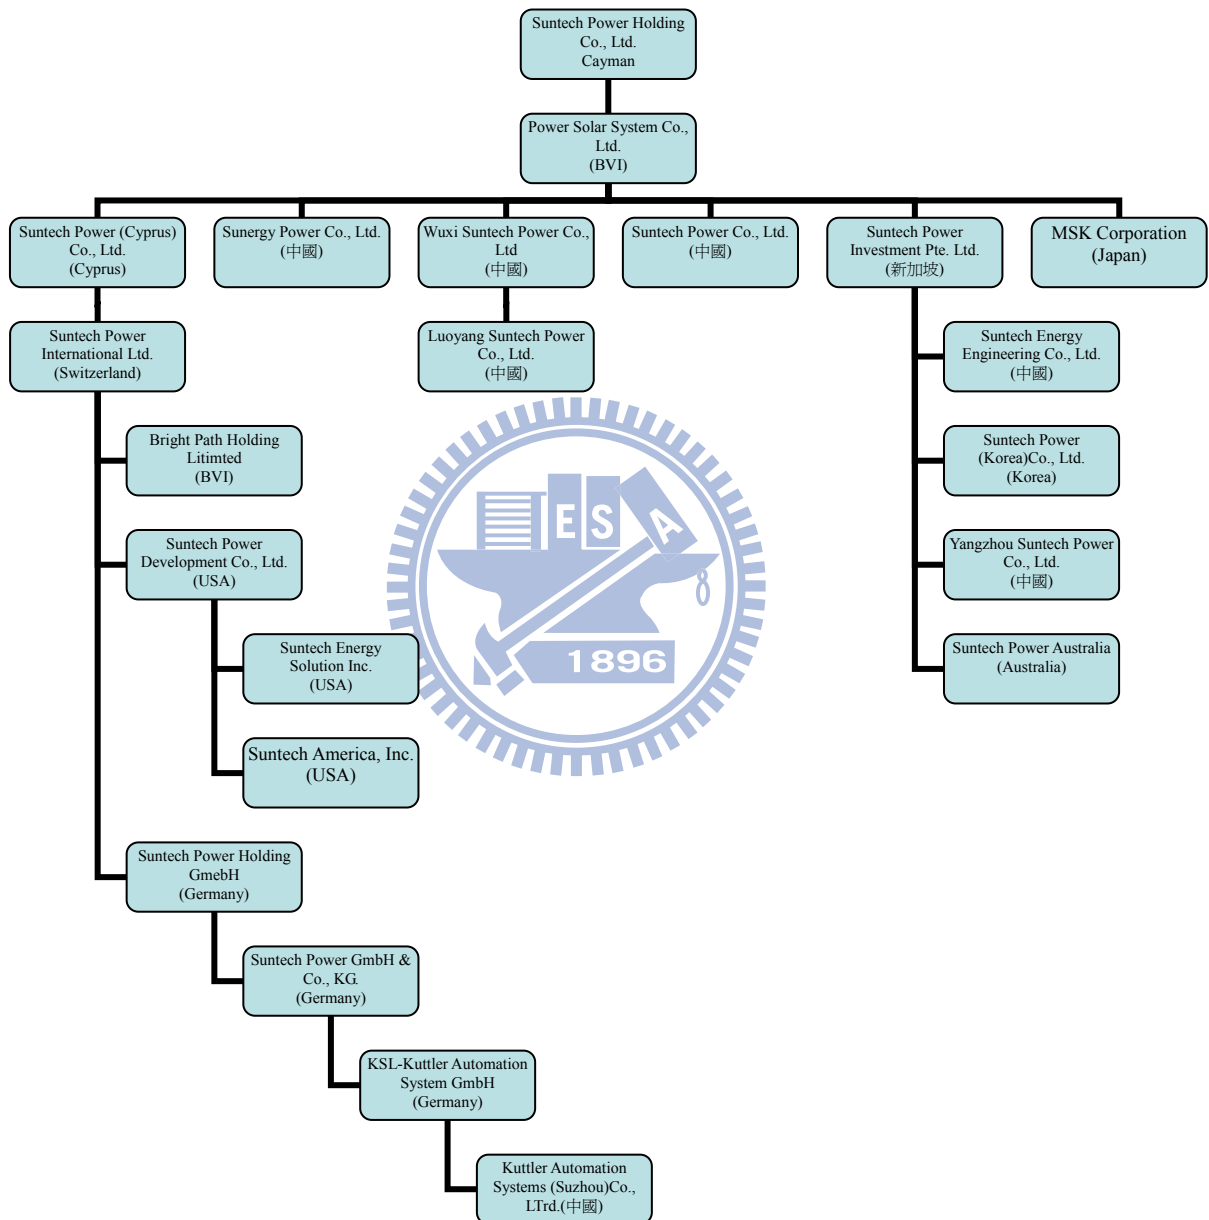 Suntech Power Holding
Co., Ltd.
Cayman
Power Solar System Co.,
Ltd.
(BVI)
Suntech Power (Cyprus)
Co., Ltd.
(Cyprus)
Sunergy Power Co., Ltd.
(中國)
Wuxi Suntech Power Co.,
Ltd
(中國)
Suntech Power Co., Ltd.
(中國)
Suntech Power
Investment Pte. Ltd.
(新加坡)
MSK Corporation
(Japan)
Suntech Power
International Ltd.
(Switzerland)
Luoyang Suntech Power
Co., Ltd.
(中國)
Suntech Energy
Engineering Co., Ltd.
(中國)
Bright Path Holding
Litimted
(BVI)
Suntech Power
(Korea)Co., Ltd.
(Korea)
Suntech Power
Development Co., Ltd.
(USA)
Yangzhou Suntech Power
Co., Ltd.
(中國)
Suntech Energy
Solution Inc.
(USA)
Suntech Power Australia
(Australia)
Suntech America, Inc.
(USA)
Suntech Power Holding
GmebH
(Germany)
Suntech Power GmbH &
Co., KG.
(Germany)
KSL-Kuttler Automation
System GmbH
(Germany)
Kuttler Automation
Systems (Suzhou)Co.,
LTrd.(中國)
E S A
1896